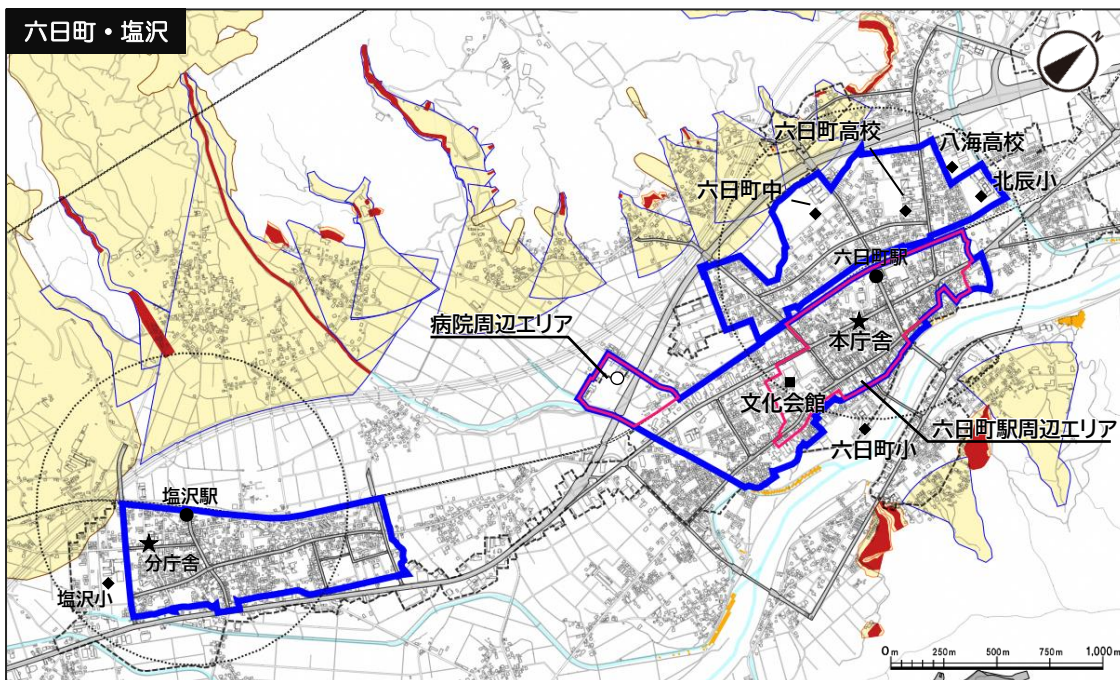 六日町・塩沢
N
六日町高校
八海高校
六日町中
北辰小
六日町駅
病院周辺エリア
本庁舎
文化会館
六日町駅周辺エリア
六日町小
塩沢駅
分庁舎
塩沢小
0m 250m 500m 750m 1,000m